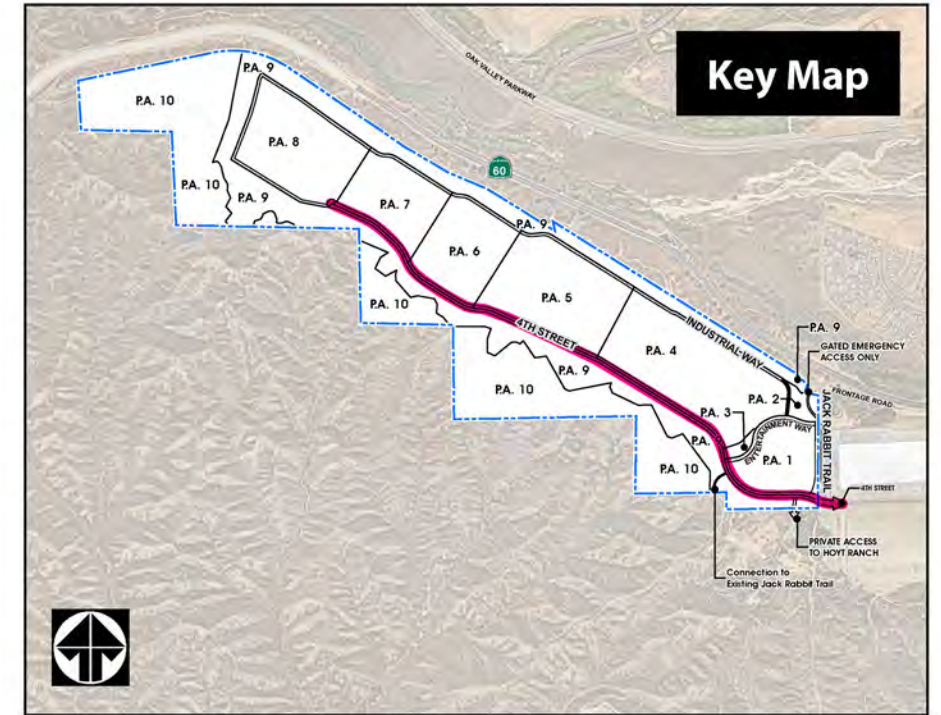 Key Map
OAK VALLEY PARKWAY
60
P.A. 9
P.A. 10
P.A. 8
P.A. 10
P.A. 9
P.A. 7
P.A. 9
P.A. 6
P.A. 10
P.A. 5
4TH STREET
INDUSTRIAL WAY
P.A. 9
GATED EMERGENCY
ACCESS ONLY
P.A. 4
P.A. 9
P.A. 10
FRONTAGE ROAD
P.A. 2
JACK RABBIT TRAIL
P.A. 3
ENTERTAINMENT WAY
P.A.
P.A. 1
P.A. 10
4TH STREET
PRIVATE ACCESS
TO HOYT RANCH
Connection to
Existing Jack Rabbit Trail